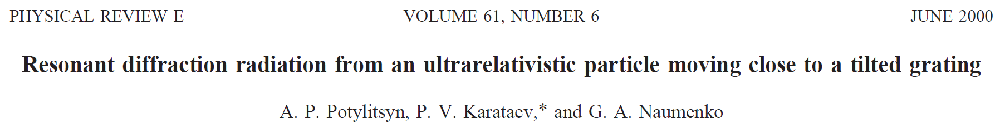 PHYSICAL REVIEW E VOLUME 61, NUMBER 6 JUNE 2000
Resonant diffraction radiation from an ultrarelativistic particle moving close to a tilted grating
A. P. Potylitsyn, P. V. Karataev,* and G. A. Naumenko